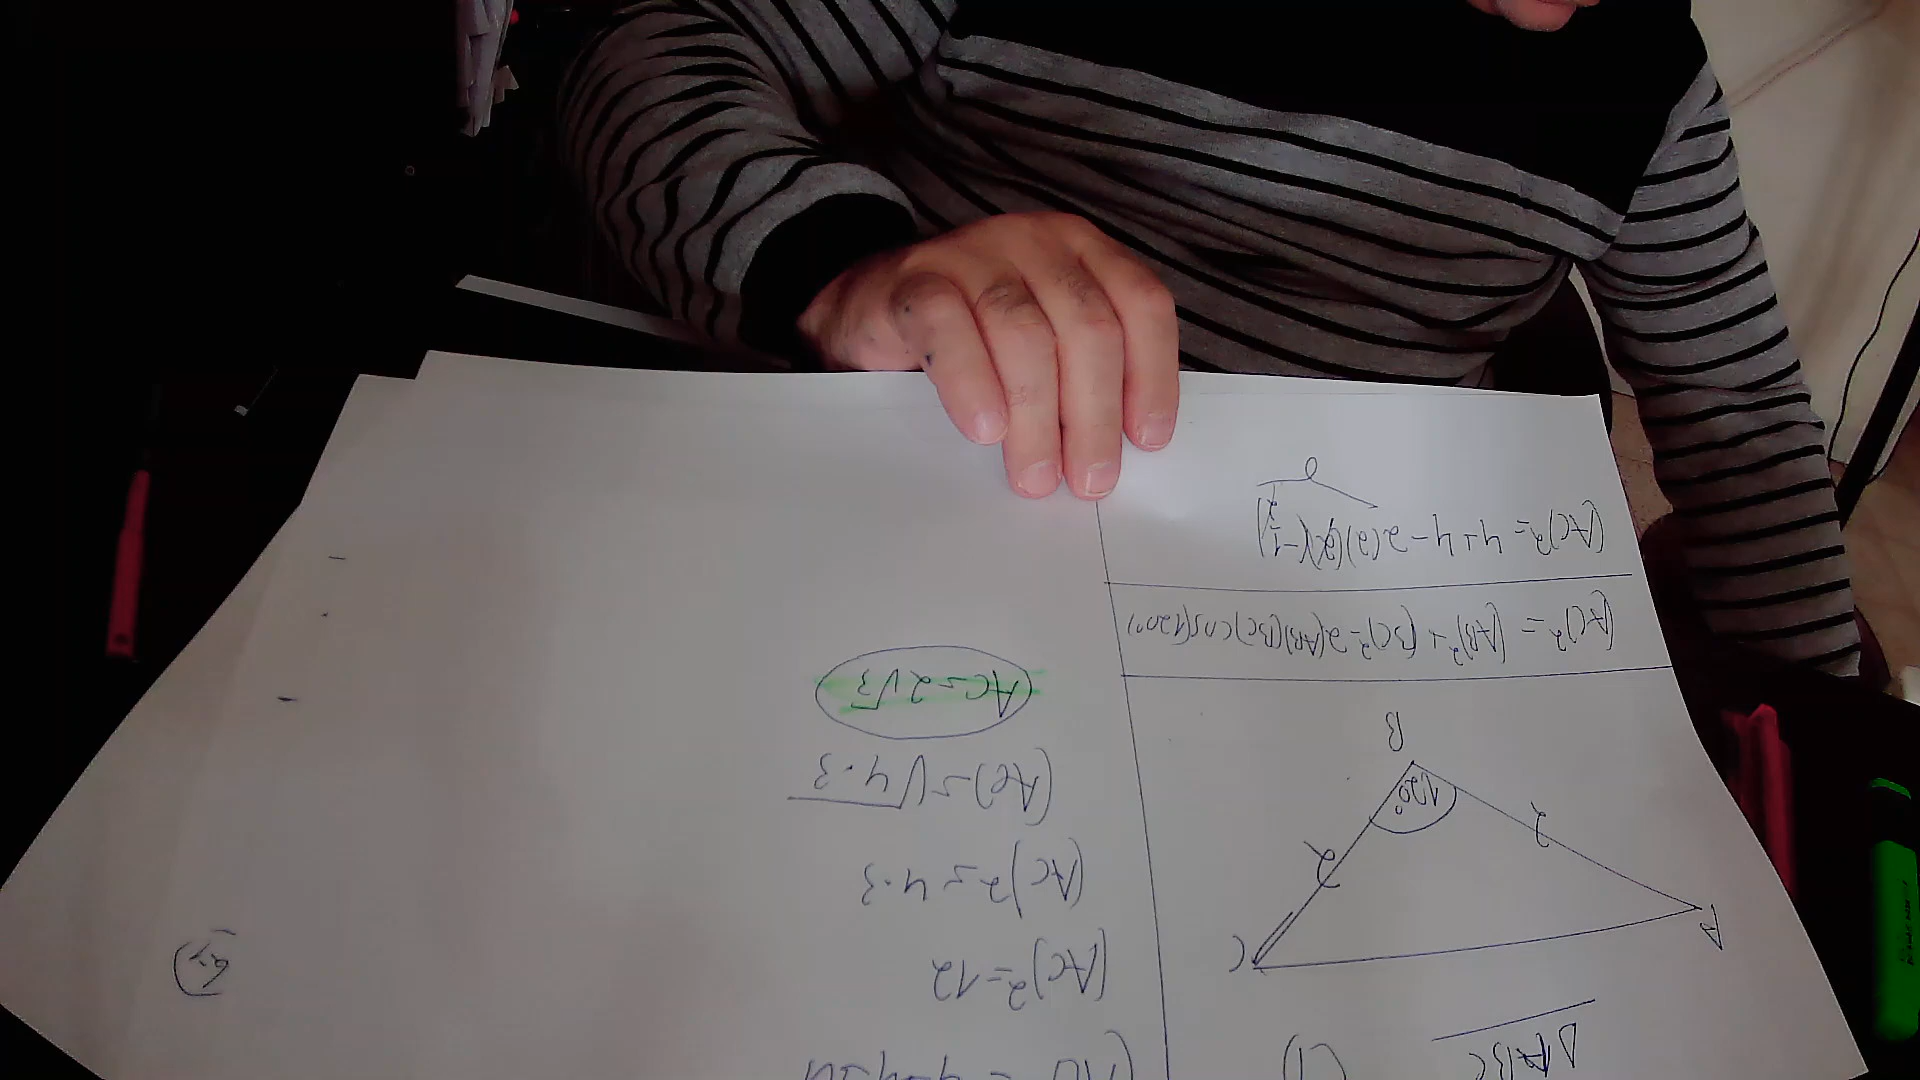 ΔABC
1)
A
C
2
2
120°
B
(AC)² = (AB)² + (BC)² - 2(AB)(BC)cos(120°)
(AC)² = 4+4-2(2)(2)(-1/2)
(AC)² = 12
(AC)² = 4·3
(AC) = √4·3
AC = 2√3